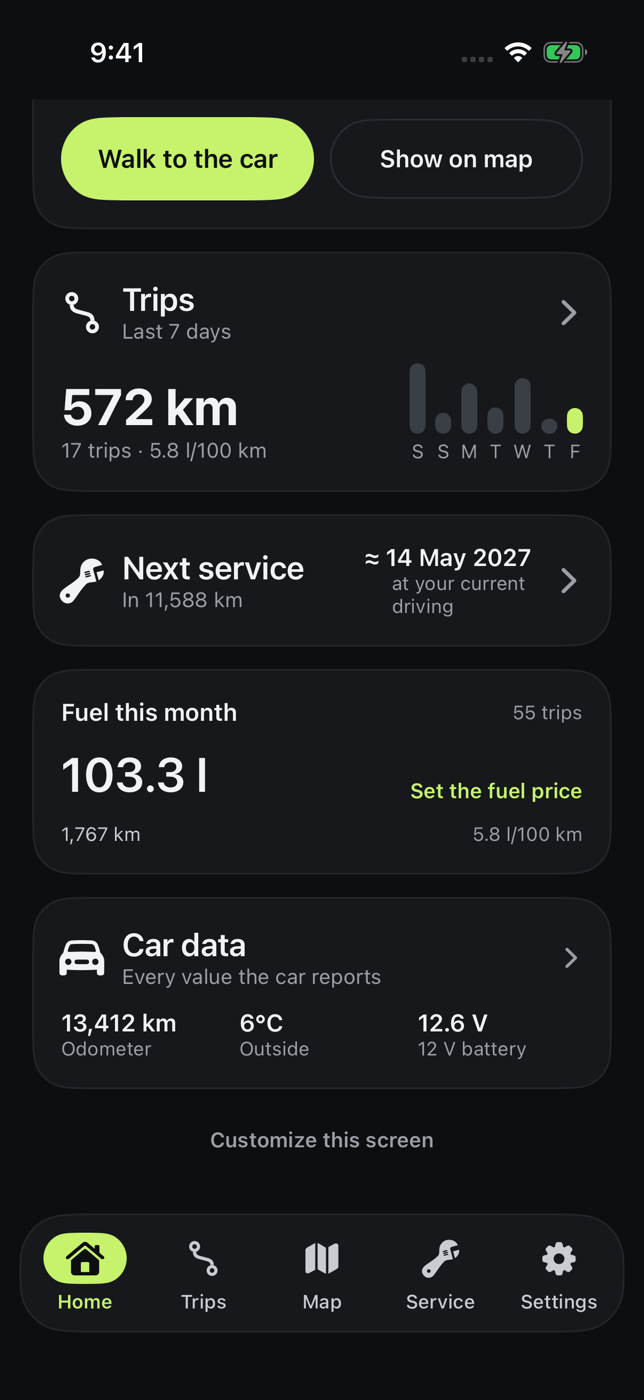 9:41
Walk to the car
Show on map
Trips
Last 7 days
572 km
17 trips · 5.8 l/100 km
S S M T W T F
Next service
In 11,588 km
≈ 14 May 2027
at your current
driving
Fuel this month
55 trips
103.3 l
Set the fuel price
1,767 km
5.8 l/100 km
Car data
Every value the car reports
13,412 km
Odometer
6°C
Outside
12.6 V
12 V battery
Customize this screen
Home
Trips
Map
Service
Settings